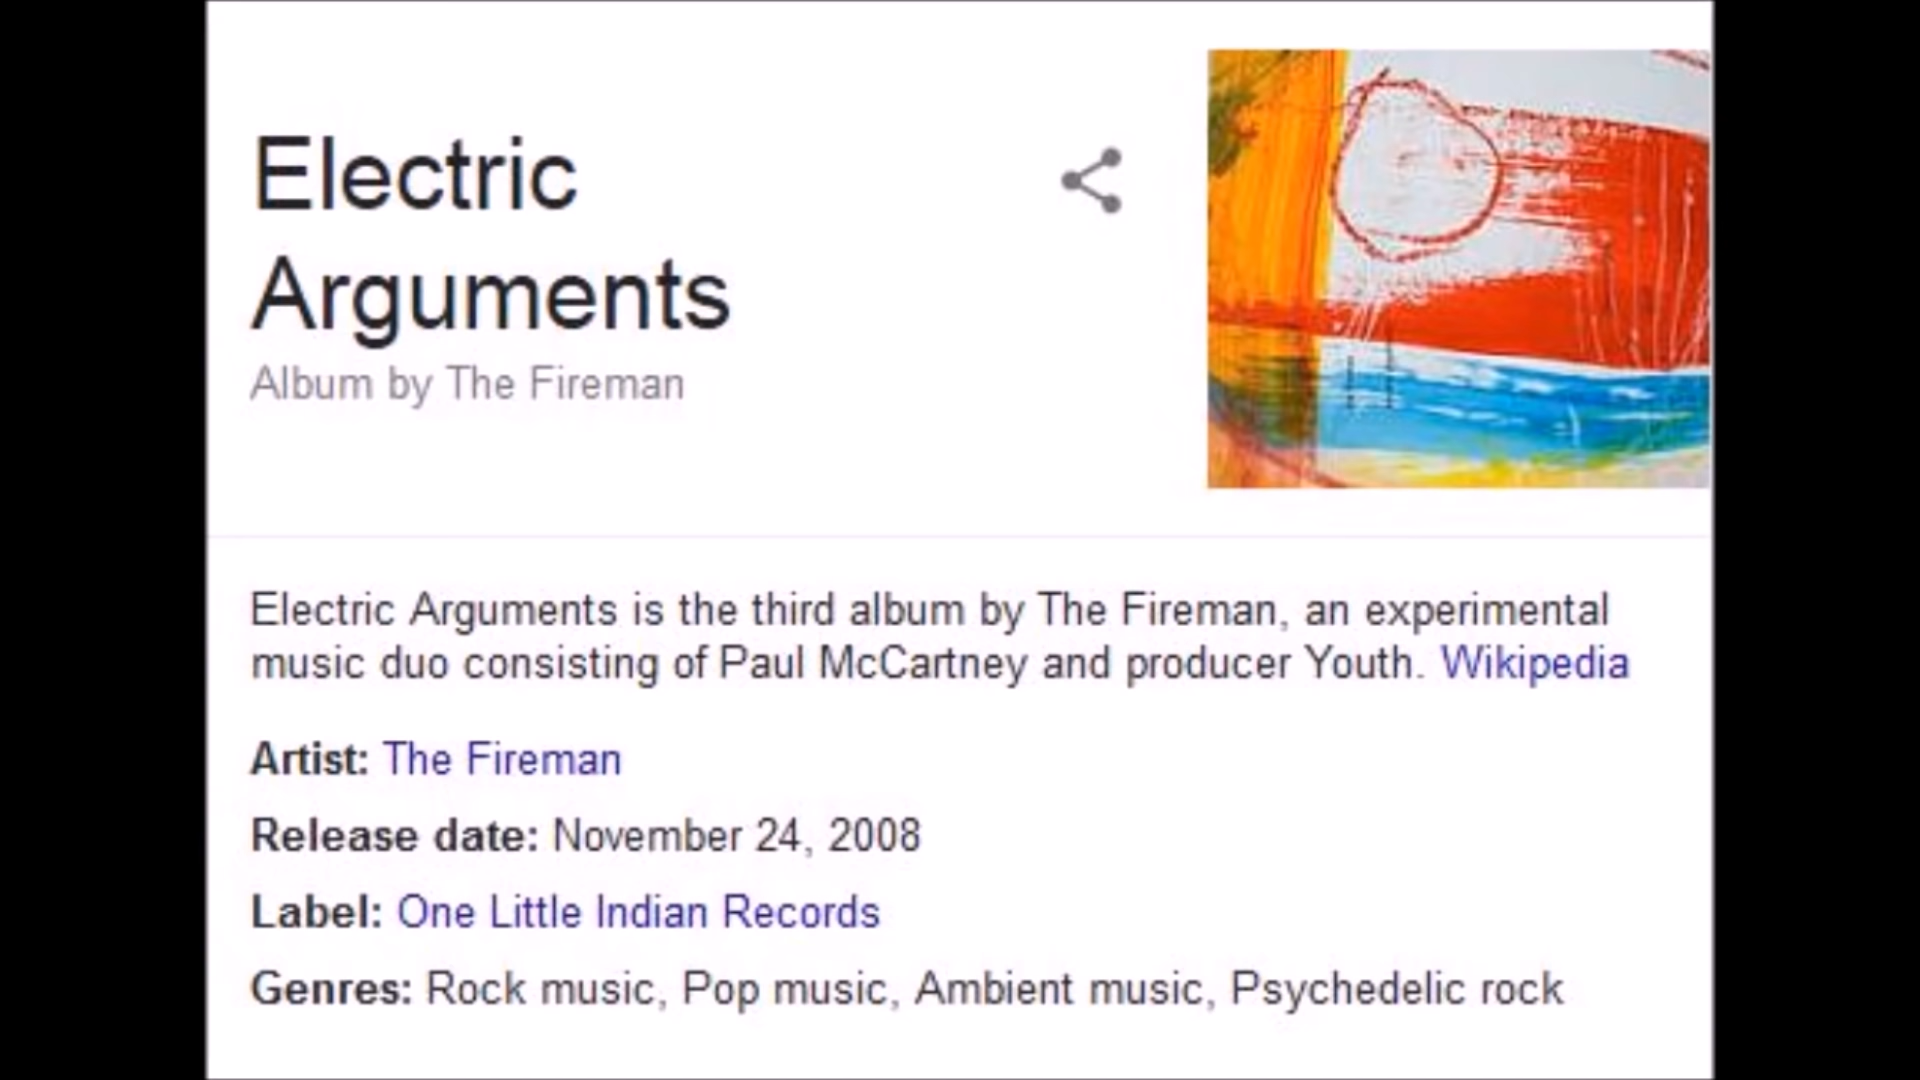 Electric
Arguments
Album by The Fireman
Electric Arguments is the third album by The Fireman, an experimental
music duo consisting of Paul McCartney and producer Youth. Wikipedia
Artist: The Fireman
Release date: November 24, 2008
Label: One Little Indian Records
Genres: Rock music, Pop music, Ambient music, Psychedelic rock